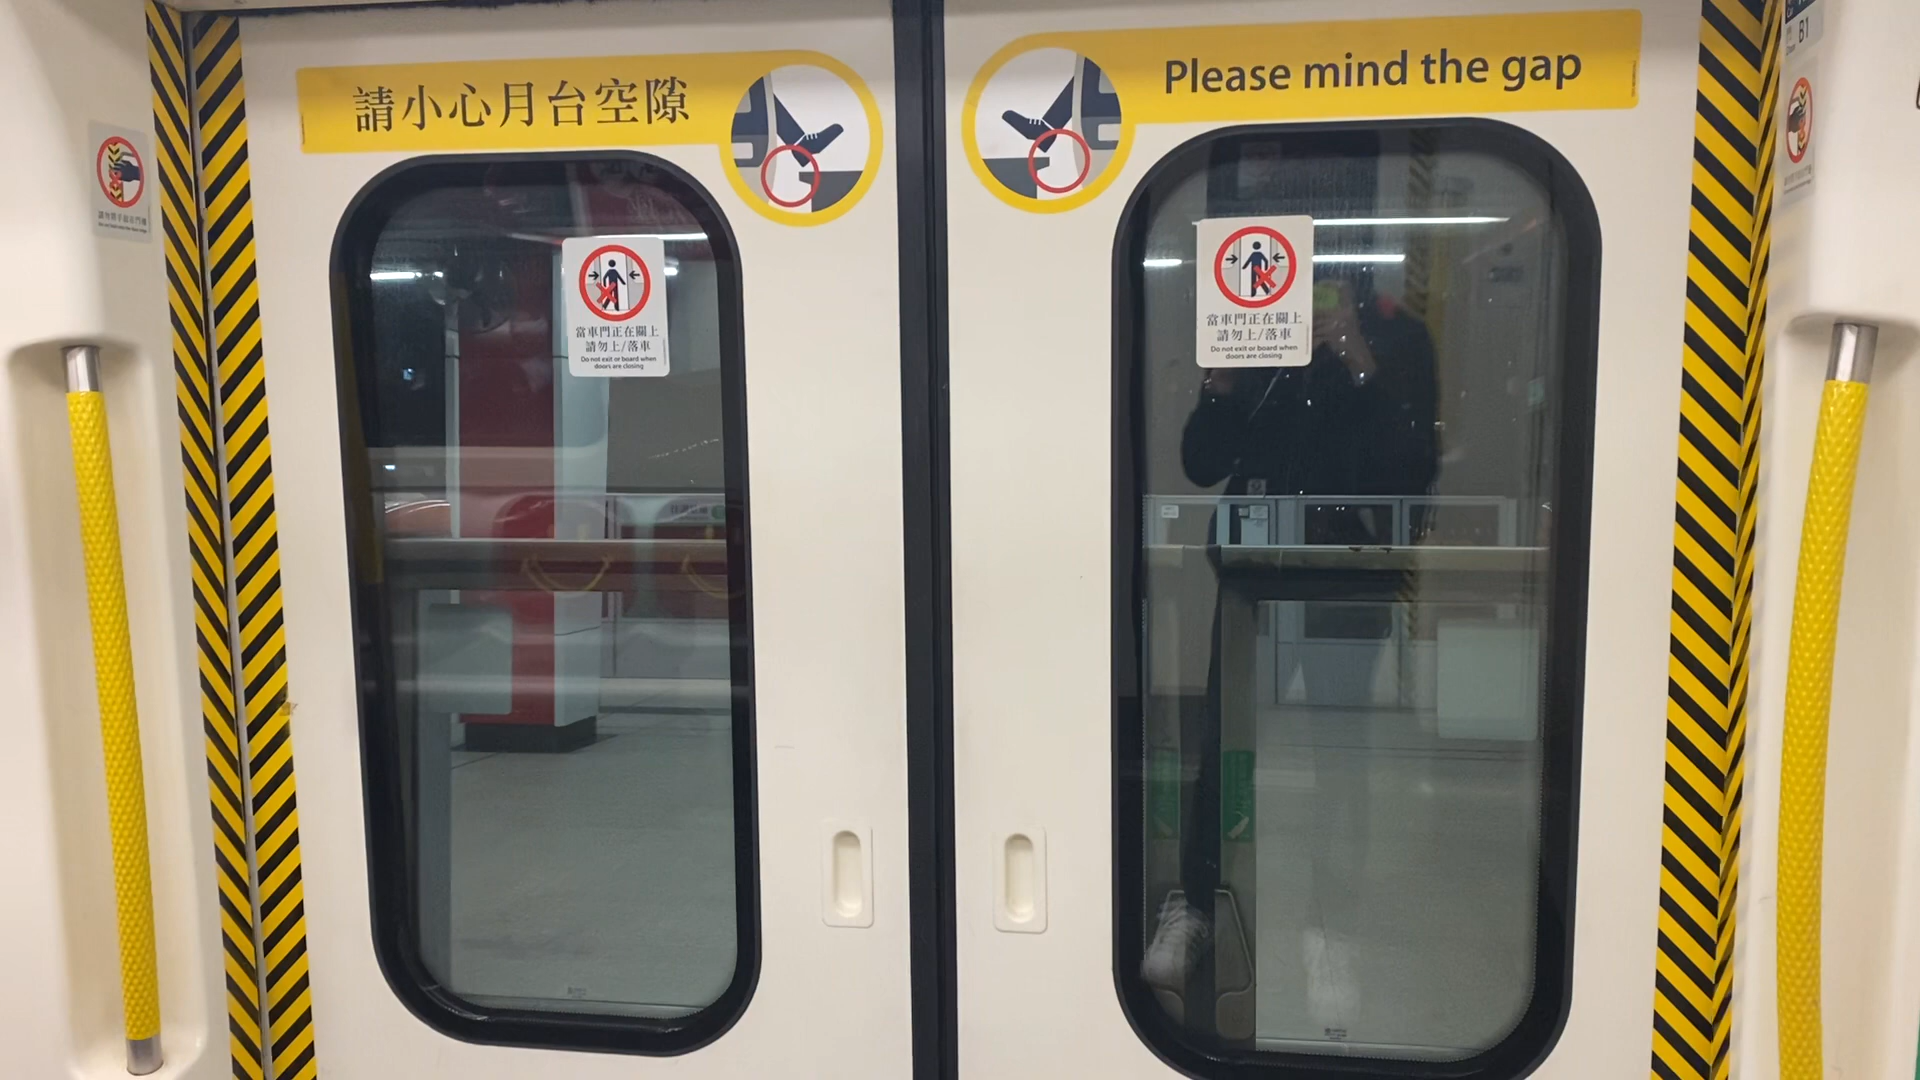 請小心月台空隙
Please mind the gap
B1
當車門正在關上
請勿上/落車
Do not exit or board when
doors are closing
當車門正在關上
請勿上/落車
Do not exit or board when
doors are closing